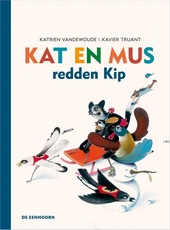 KATRIEN VANDEWOUDE / XAVIER TRUANT
KAT EN MUS
redden Kip
DE EENHOORN